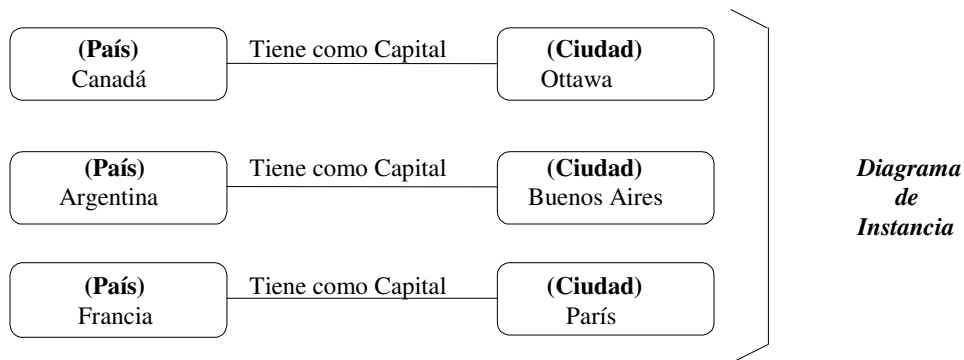 (País) Tiene como Capital (Ciudad)
Canadá Ottawa
(País) Tiene como Capital (Ciudad)
Argentina Buenos Aires
Diagrama
de
Instancia
(País) Tiene como Capital (Ciudad)
Francia París